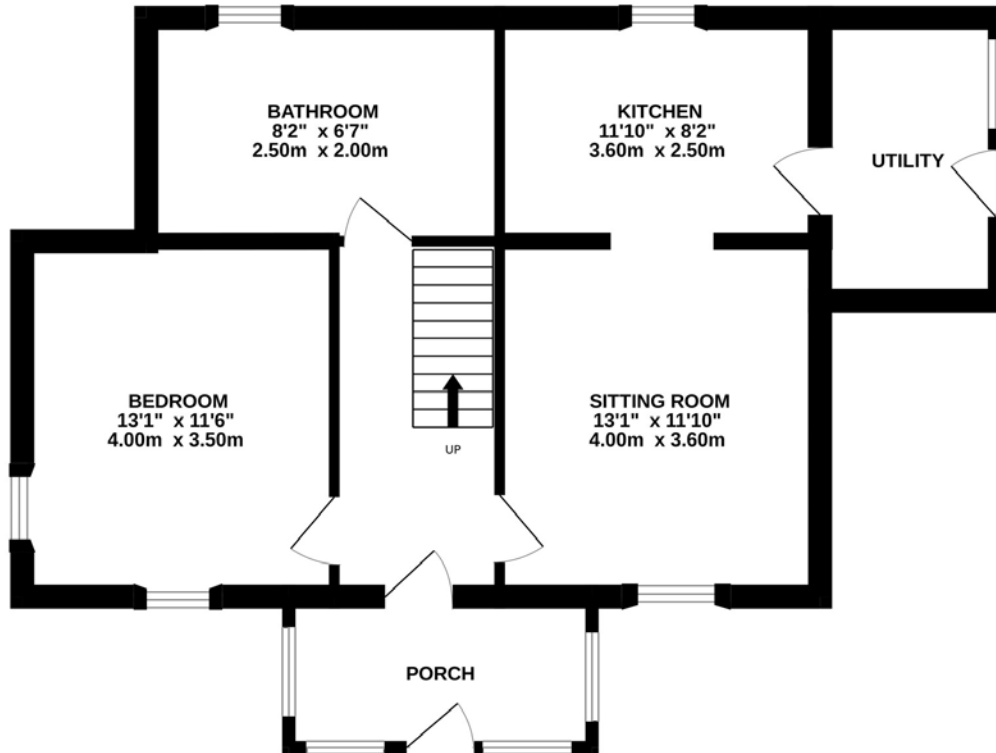 BATHROOM
8'2" x 6'7"
2.50m x 2.00m
KITCHEN
11'10" x 8'2"
3.60m x 2.50m
UTILITY
BEDROOM
13'1" x 11'6"
4.00m x 3.50m
UP
SITTING ROOM
13'1" x 11'10"
4.00m x 3.60m
PORCH